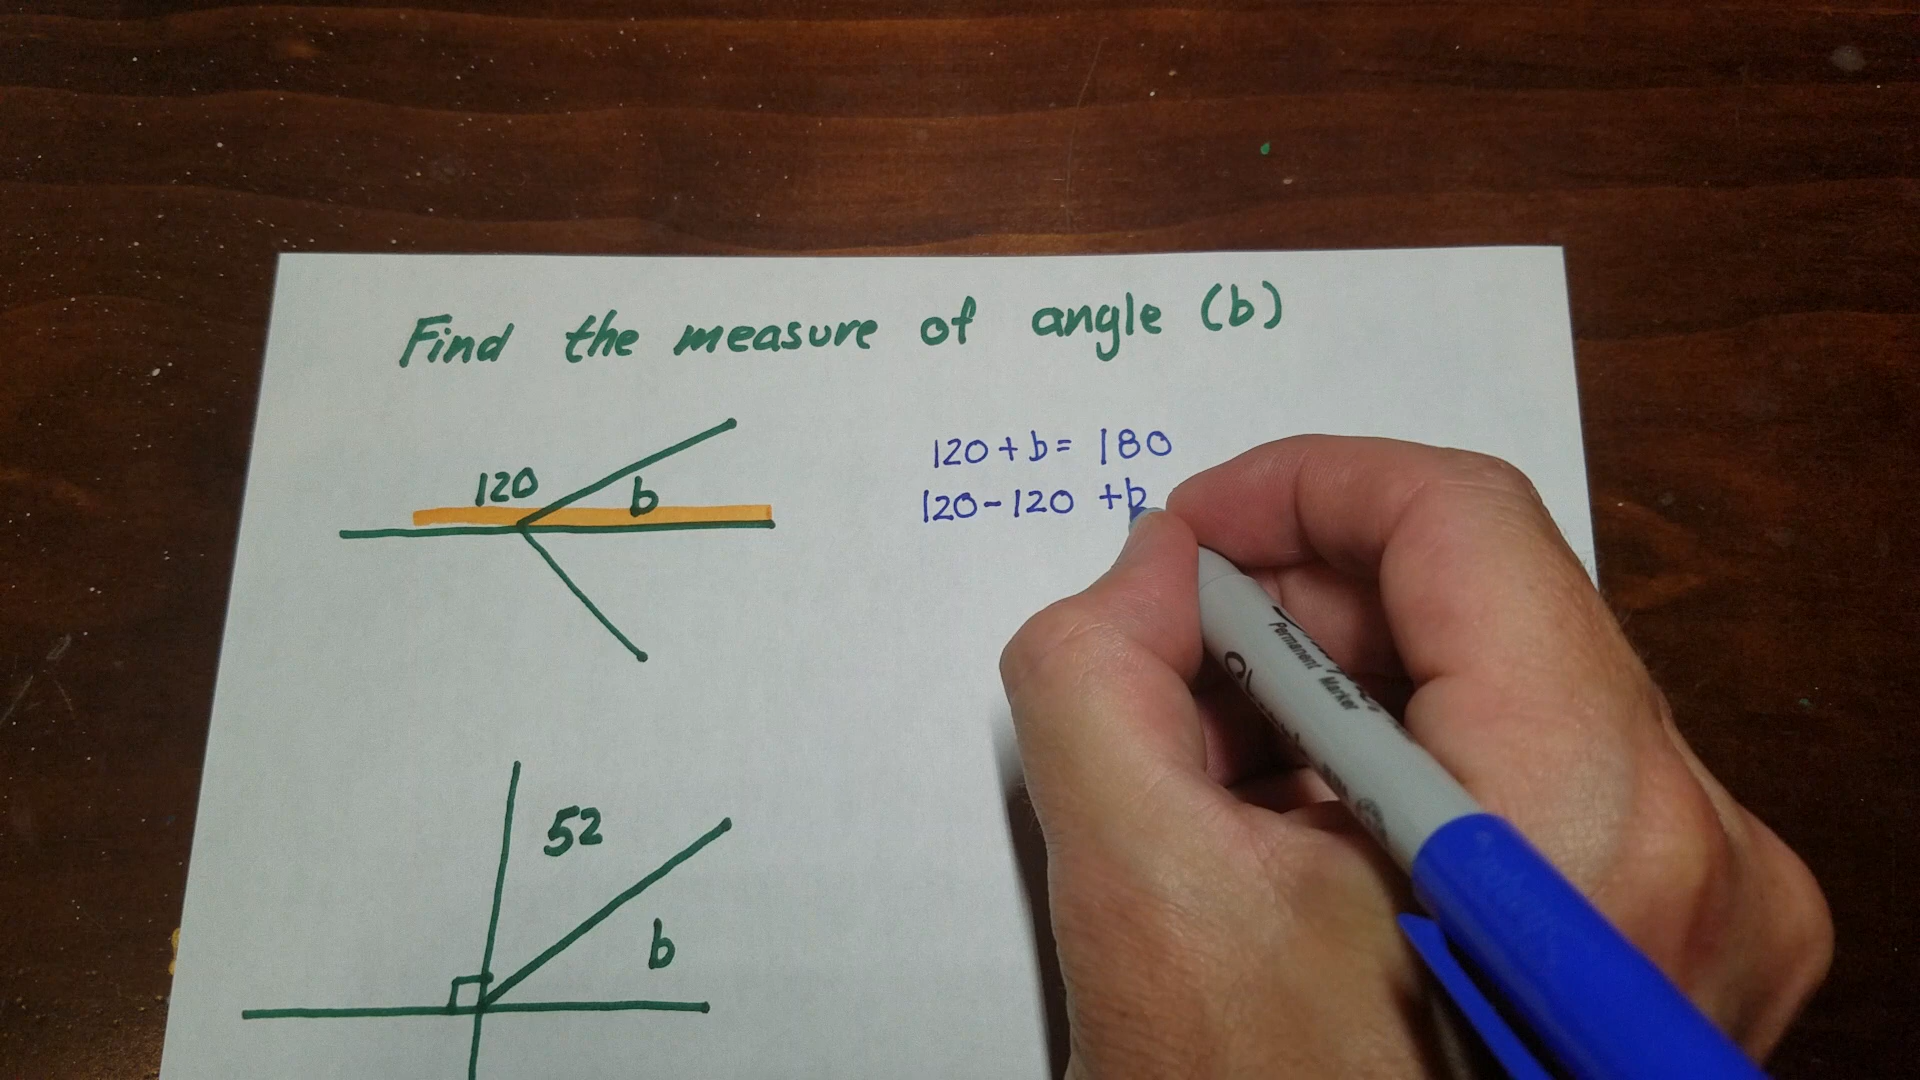 Find the measure of angle (b)
120 b
120+b= 180
120-120 +b
52
b
Permanent Marker